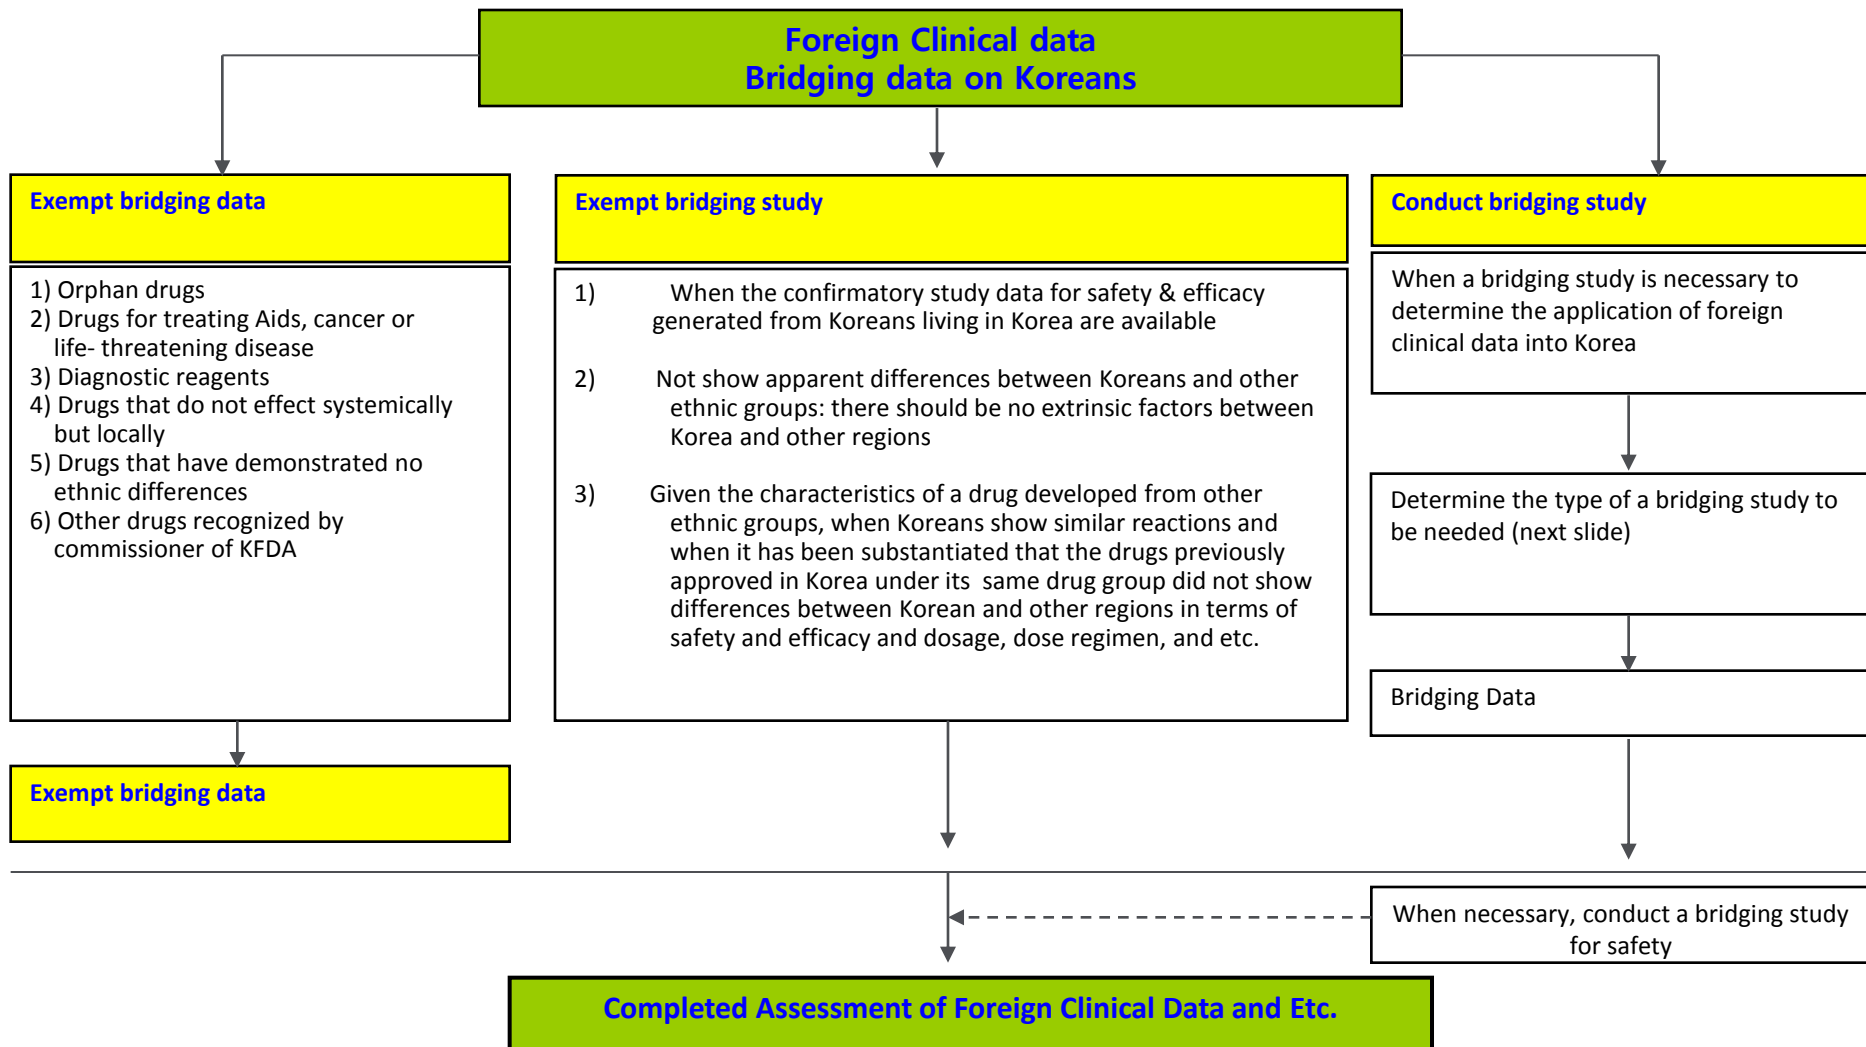 Foreign Clinical data
Bridging data on Koreans
Exempt bridging data
1) Orphan drugs
2) Drugs for treating Aids, cancer or
life- threatening disease
3) Diagnostic reagents
4) Drugs that do not effect systemically
but locally
5) Drugs that have demonstrated no
ethnic differences
6) Other drugs recognized by
commissioner of KFDA
Exempt bridging data
Exempt bridging study
1) When the confirmatory study data for safety & efficacy
generated from Koreans living in Korea are available
2) Not show apparent differences between Koreans and other
ethnic groups: there should be no extrinsic factors between
Korea and other regions
3) Given the characteristics of a drug developed from other
ethnic groups, when Koreans show similar reactions and
when it has been substantiated that the drugs previously
approved in Korea under its same drug group did not show
differences between Korean and other regions in terms of
safety and efficacy and dosage, dose regimen, and etc.
Conduct bridging study
When a bridging study is necessary to
determine the application of foreign
clinical data into Korea
Determine the type of a bridging study to
be needed (next slide)
Bridging Data
When necessary, conduct a bridging study
for safety
Completed Assessment of Foreign Clinical Data and Etc.